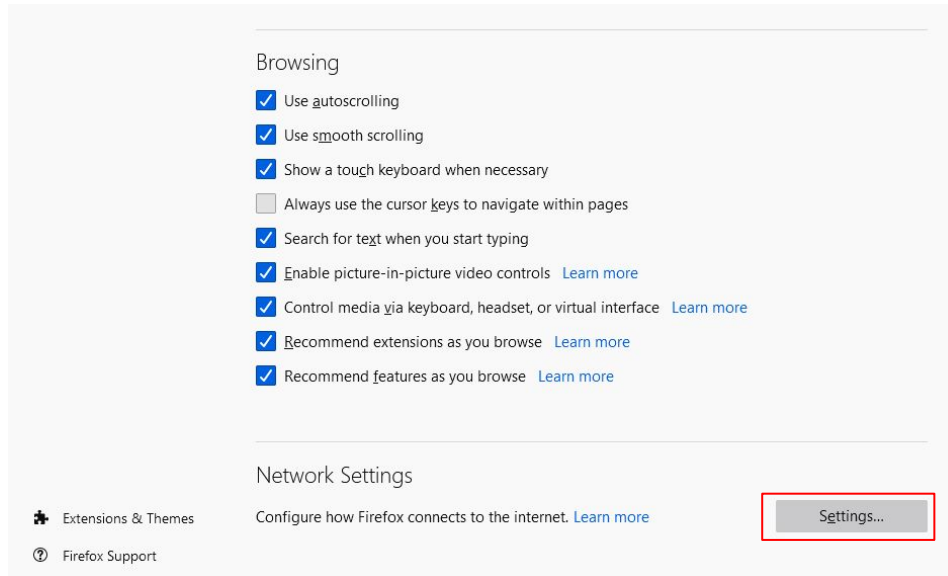 Browsing
Use autoscrolling
Use smooth scrolling
Show a touch keyboard when necessary
Always use the cursor keys to navigate within pages
Search for text when you start typing
Enable picture-in-picture video controls Learn more
Control media via keyboard, headset, or virtual interface Learn more
Recommend extensions as you browse Learn more
Recommend features as you browse Learn more
Network Settings
Configure how Firefox connects to the internet. Learn more
Settings...
Extensions & Themes
Firefox Support